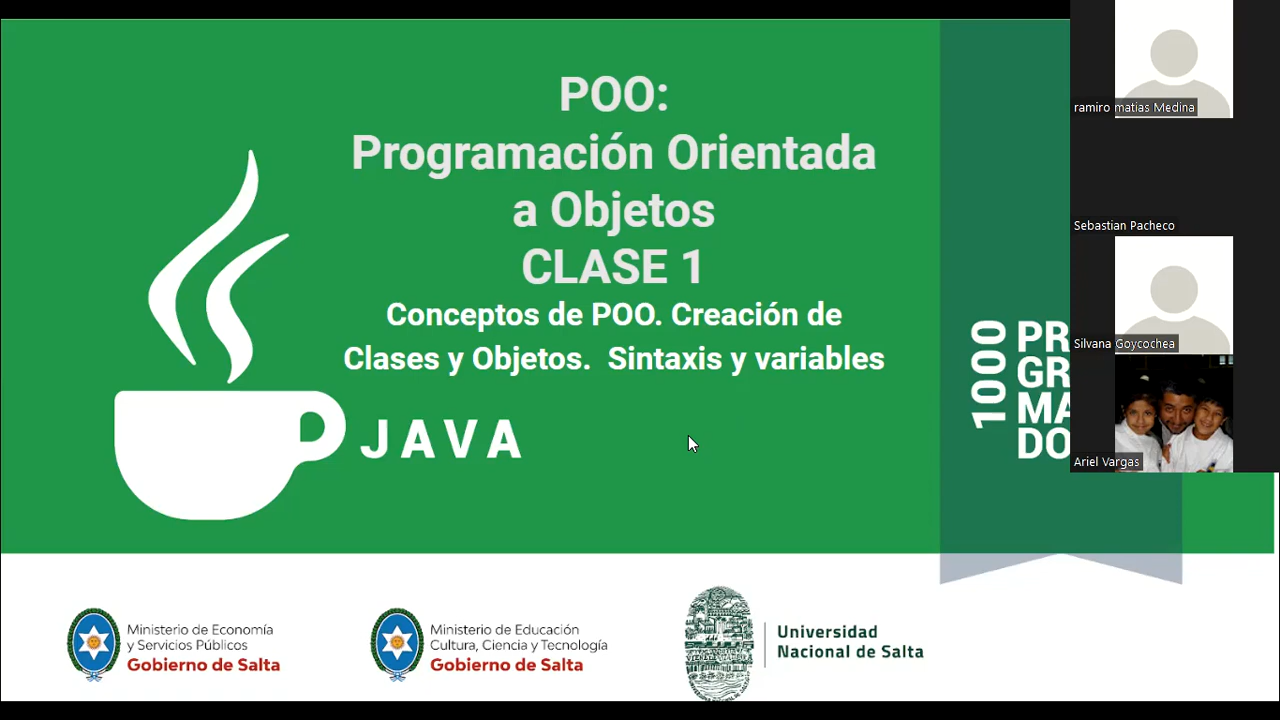 POO:
Programación Orientada
a Objetos
CLASE 1
Conceptos de POO. Creación de
Clases y Objetos. Sintaxis y variables
JAVA
1000
PR
GR
MA
DO
ramiro matias Medina
Sebastian Pacheco
Silvana Goycochea
Ariel Vargas
Ministerio de Economía
y Servicios Públicos
Gobierno de Salta
Ministerio de Educación
Cultura, Ciencia y Tecnología
Gobierno de Salta
Universidad
Nacional de Salta